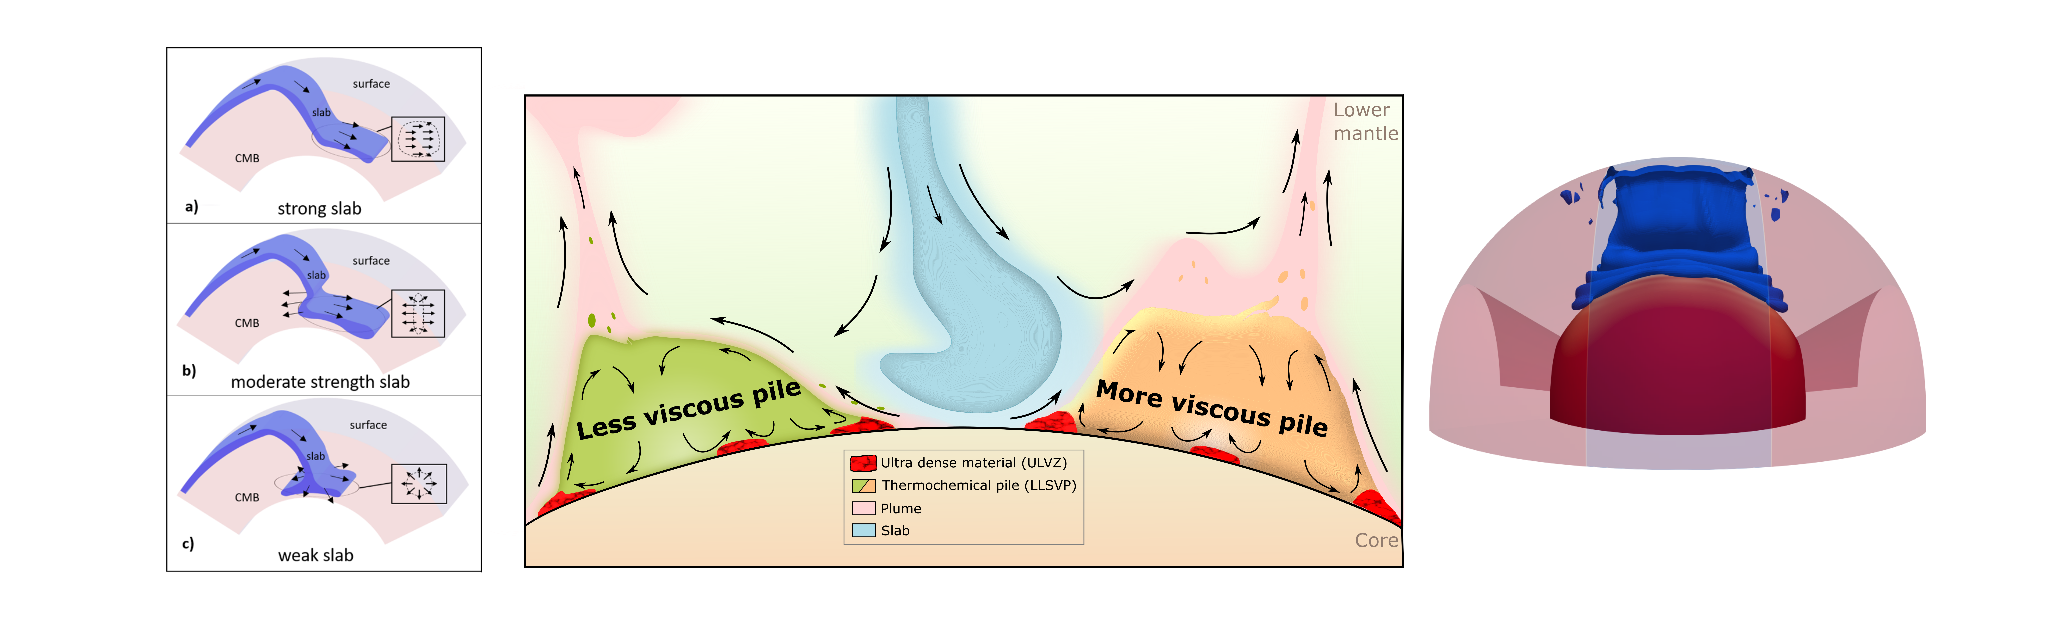 surface
slab
CMB
a)
strong slab
surface
slab
CMB
b)
moderate strength slab
surface
slab
CMB
c)
weak slab
Lower
mantle
Less viscous pile
More viscous pile
Ultra dense material (ULVZ)
Thermochemical pile (LLSVP)
Plume
Slab
Core